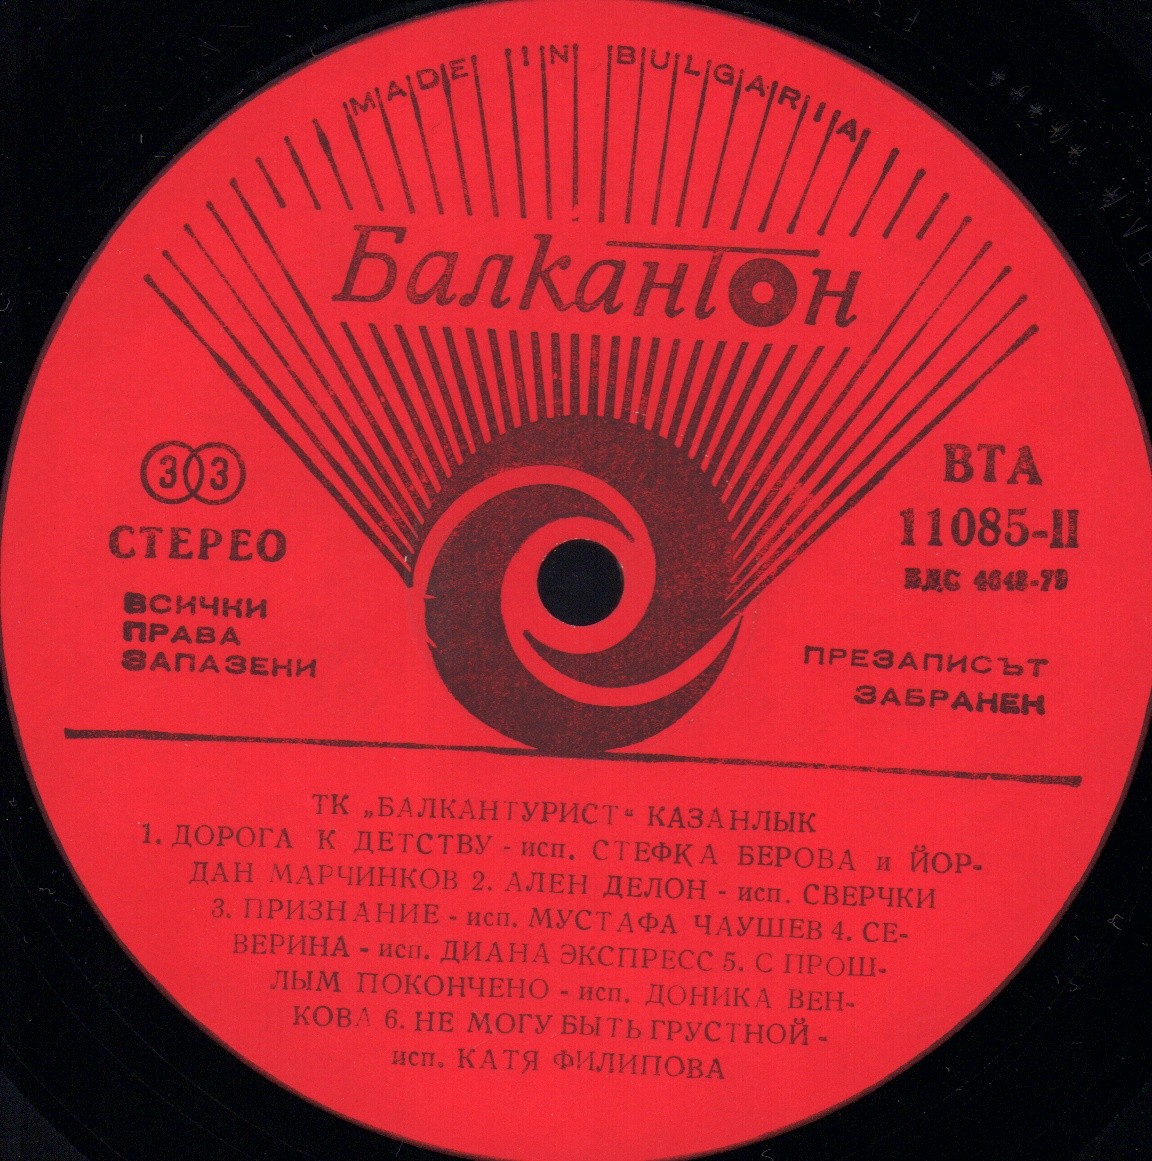 MADE IN BULGARIA
Балкантон
33
СТЕРЕО
ВСИЧКИ
ПРАВА
ЗАПАЗЕНИ
ВТА
11085-II
БДС 4648-79
ПРЕЗАПИСЪТ
ЗАБРАНЕН
ТК „БАЛКАНТУРИСТ“ КАЗАНЛЫК
1. ДОРОГА К ДЕТСТВУ - исп. СТЕФКА БЕРОВА и ЙОР-
ДАН МАРЧИНКОВ 2. АЛЕН ДЕЛОН - исп. СВЕРЧКИ
3. ПРИЗНАНИЕ - исп. МУСТАФА ЧАУШЕВ 4. СЕ-
ВЕРИНА - исп. ДИАНА ЭКСПРЕСС 5. С ПРОШ-
ЛЫМ ПОКОНЧЕНО - исп. ДОНИКА ВЕН-
КОВА 6. НЕ МОГУ БЫТЬ ГРУСТНОЙ -
исп. КАТЯ ФИЛИПОВА